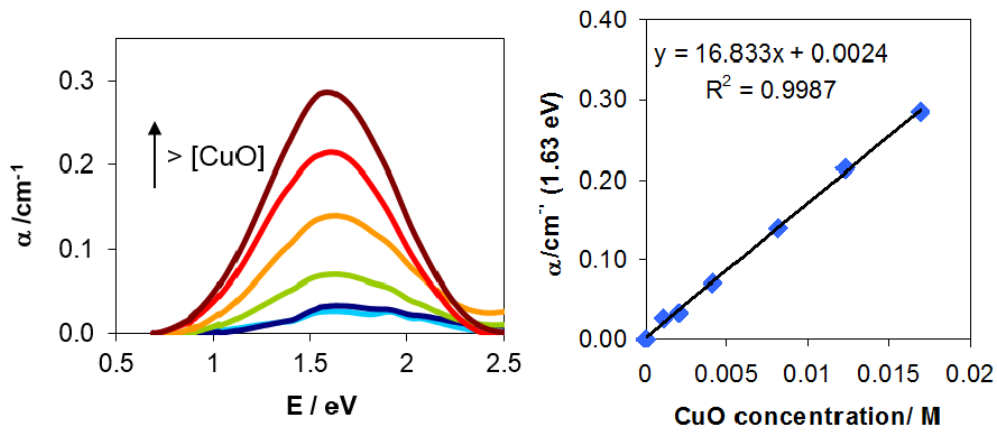 0.3
0.2
0.1
0.0
α /cm⁻¹
> [CuO]
0.5
1
1.5
2
2.5
E / eV
0.40
0.30
0.20
0.10
0.00
α/cm⁻¹ (1.63 eV)
y = 16.833x + 0.0024
R² = 0.9987
0
0.005
0.01
0.015
0.02
CuO concentration/ M